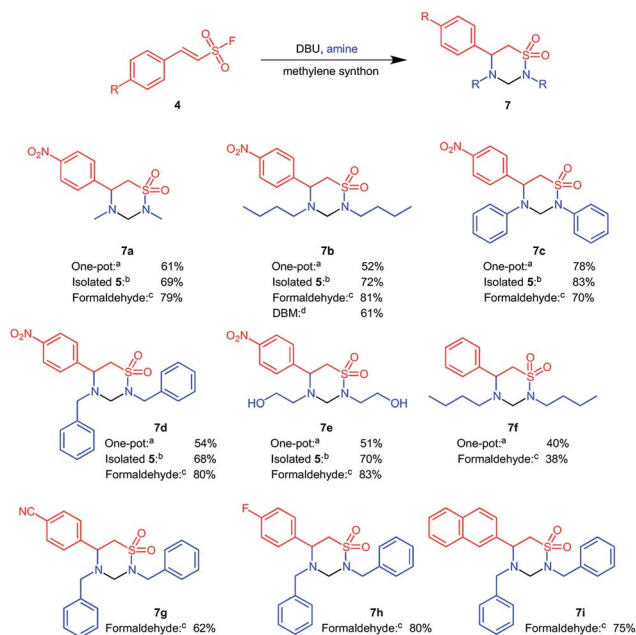 R
F
S
O
O
4
DBU, amine
methylene synthon
R
O
S
O
N
N
R
R
7
O2N
O
S
O
N
N
7a
One-pot:a 61%
Isolated 5:b 69%
Formaldehyde:c 79%
O2N
O
S
O
N
N
7b
One-pot:a 52%
Isolated 5:b 72%
Formaldehyde:c 81%
DBM:d 61%
O2N
O
S
O
N
N
7c
One-pot:a 78%
Isolated 5:b 83%
Formaldehyde:c 70%
O2N
O
S
O
N
N
7d
One-pot:a 54%
Isolated 5:b 68%
Formaldehyde:c 80%
O2N
O
S
O
N
N
HO
OH
7e
One-pot:a 51%
Isolated 5:b 70%
Formaldehyde:c 83%
O
S
O
N
N
7f
One-pot:a 40%
Formaldehyde:c 38%
NC
O
S
O
N
N
7g
Formaldehyde:c 62%
F
O
S
O
N
N
7h
Formaldehyde:c 80%
O
S
O
N
N
7i
Formaldehyde:c 75%